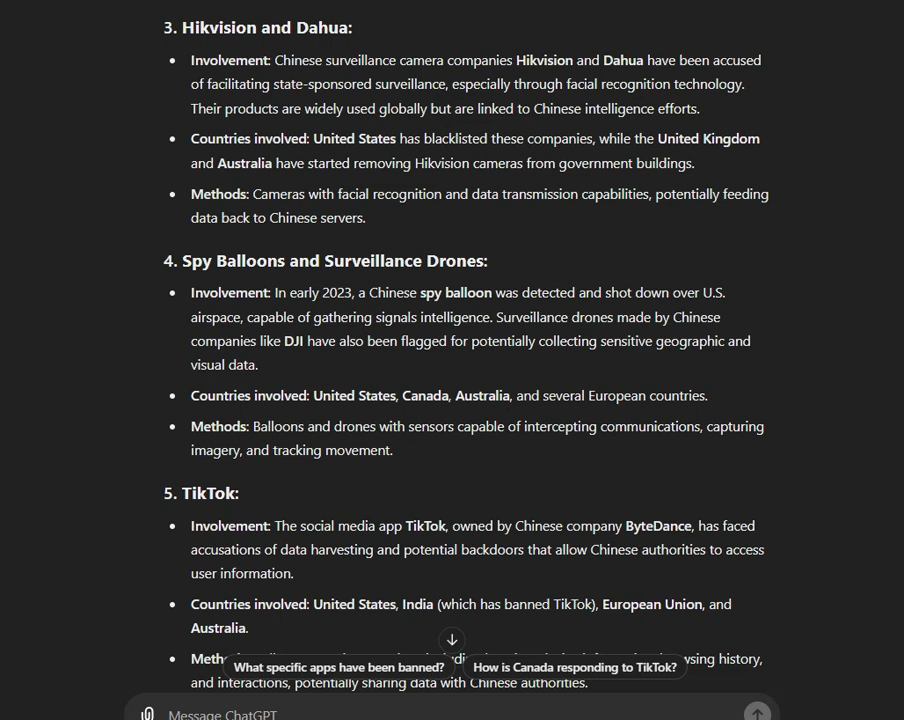 3. Hikvision and Dahua:
Involvement: Chinese surveillance camera companies Hikvision and Dahua have been accused
of facilitating state-sponsored surveillance, especially through facial recognition technology.
Their products are widely used globally but are linked to Chinese intelligence efforts.
Countries involved: United States has blacklisted these companies, while the United Kingdom
and Australia have started removing Hikvision cameras from government buildings.
Methods: Cameras with facial recognition and data transmission capabilities, potentially feeding
data back to Chinese servers.
4. Spy Balloons and Surveillance Drones:
Involvement: In early 2023, a Chinese spy balloon was detected and shot down over U.S.
airspace, capable of gathering signals intelligence. Surveillance drones made by Chinese
companies like DJI have also been flagged for potentially collecting sensitive geographic and
visual data.
Countries involved: United States, Canada, Australia, and several European countries.
Methods: Balloons and drones with sensors capable of intercepting communications, capturing
imagery, and tracking movement.
5. TikTok:
Involvement: The social media app TikTok, owned by Chinese company ByteDance, has faced
accusations of data harvesting and potential backdoors that allow Chinese authorities to access
user information.
Countries involved: United States, India (which has banned TikTok), European Union, and
Australia.
history,
What specific apps have been banned? How is Canada responding to TikTok?
and interactions, potentially sharing data with Chinese authorities.
Message ChatGPT